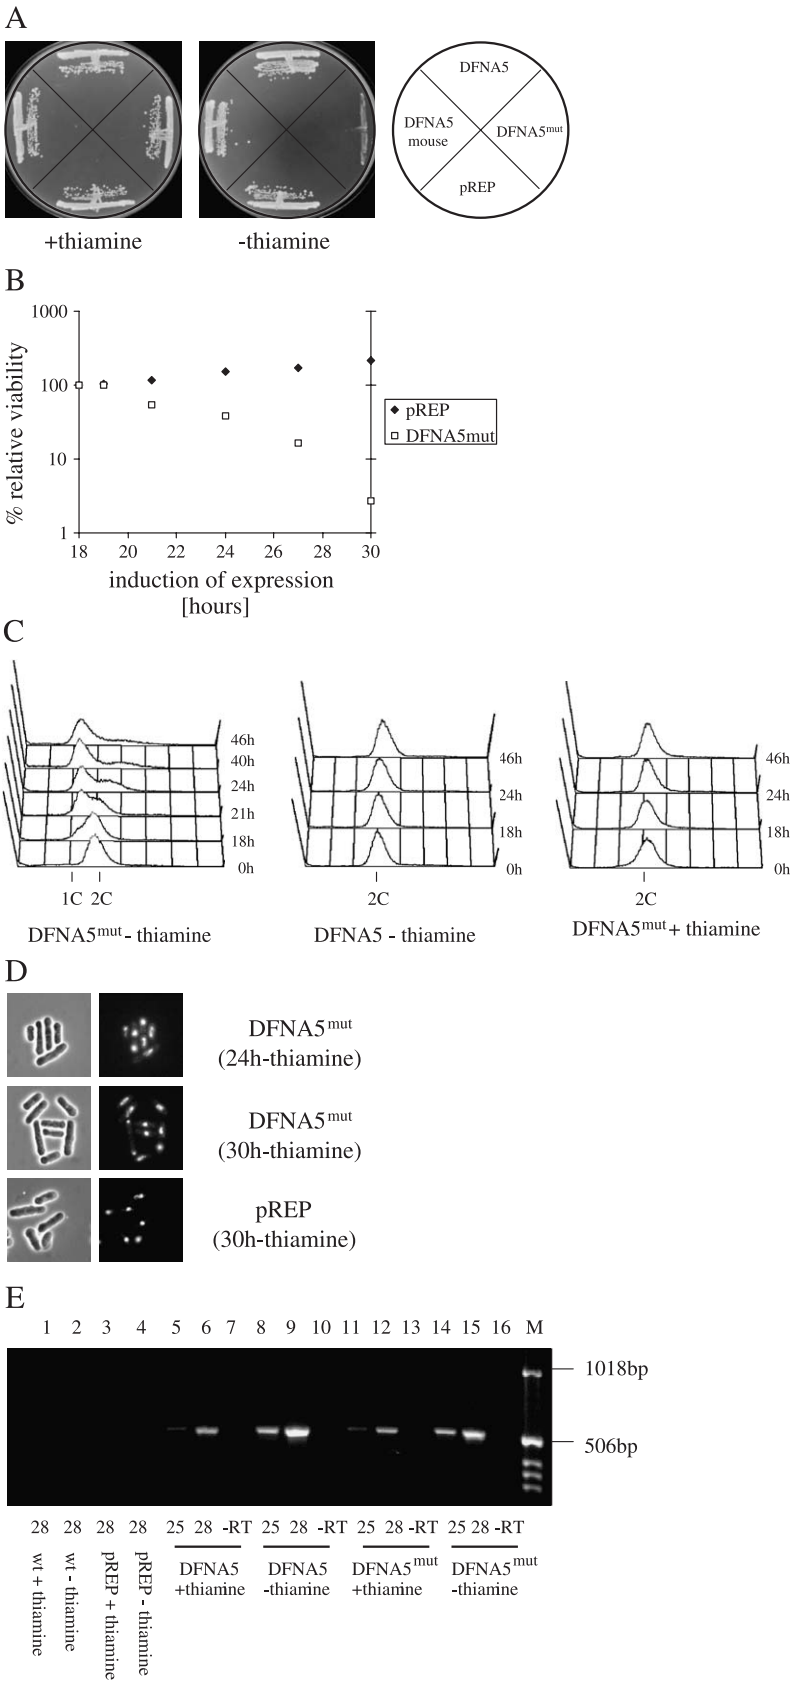 A
DFNA5
DFNA5
mouse
DFNA5mut
pREP
+thiamine
-thiamine
B
% relative viability
1000
100
10
1
18
20
22
24
26
28
30
induction of expression
[hours]
pREP
DFNA5mut
C
46h
40h
24h
21h
18h
0h
1C 2C
DFNA5mut - thiamine
46h
24h
18h
0h
2C
DFNA5 - thiamine
46h
24h
18h
0h
2C
DFNA5mut + thiamine
D
DFNA5mut
(24h-thiamine)
DFNA5mut
(30h-thiamine)
pREP
(30h-thiamine)
E
1 2 3 4 5 6 7 8 9 10 11 12 13 14 15 16 M
1018bp
506bp
28 28 28 28 25 28 -RT 25 28 -RT 25 28 -RT 25 28 -RT
wt + thiamine
wt - thiamine
pREP + thiamine
pREP - thiamine
DFNA5
+thiamine
DFNA5
-thiamine
DFNA5mut
+thiamine
DFNA5mut
-thiamine